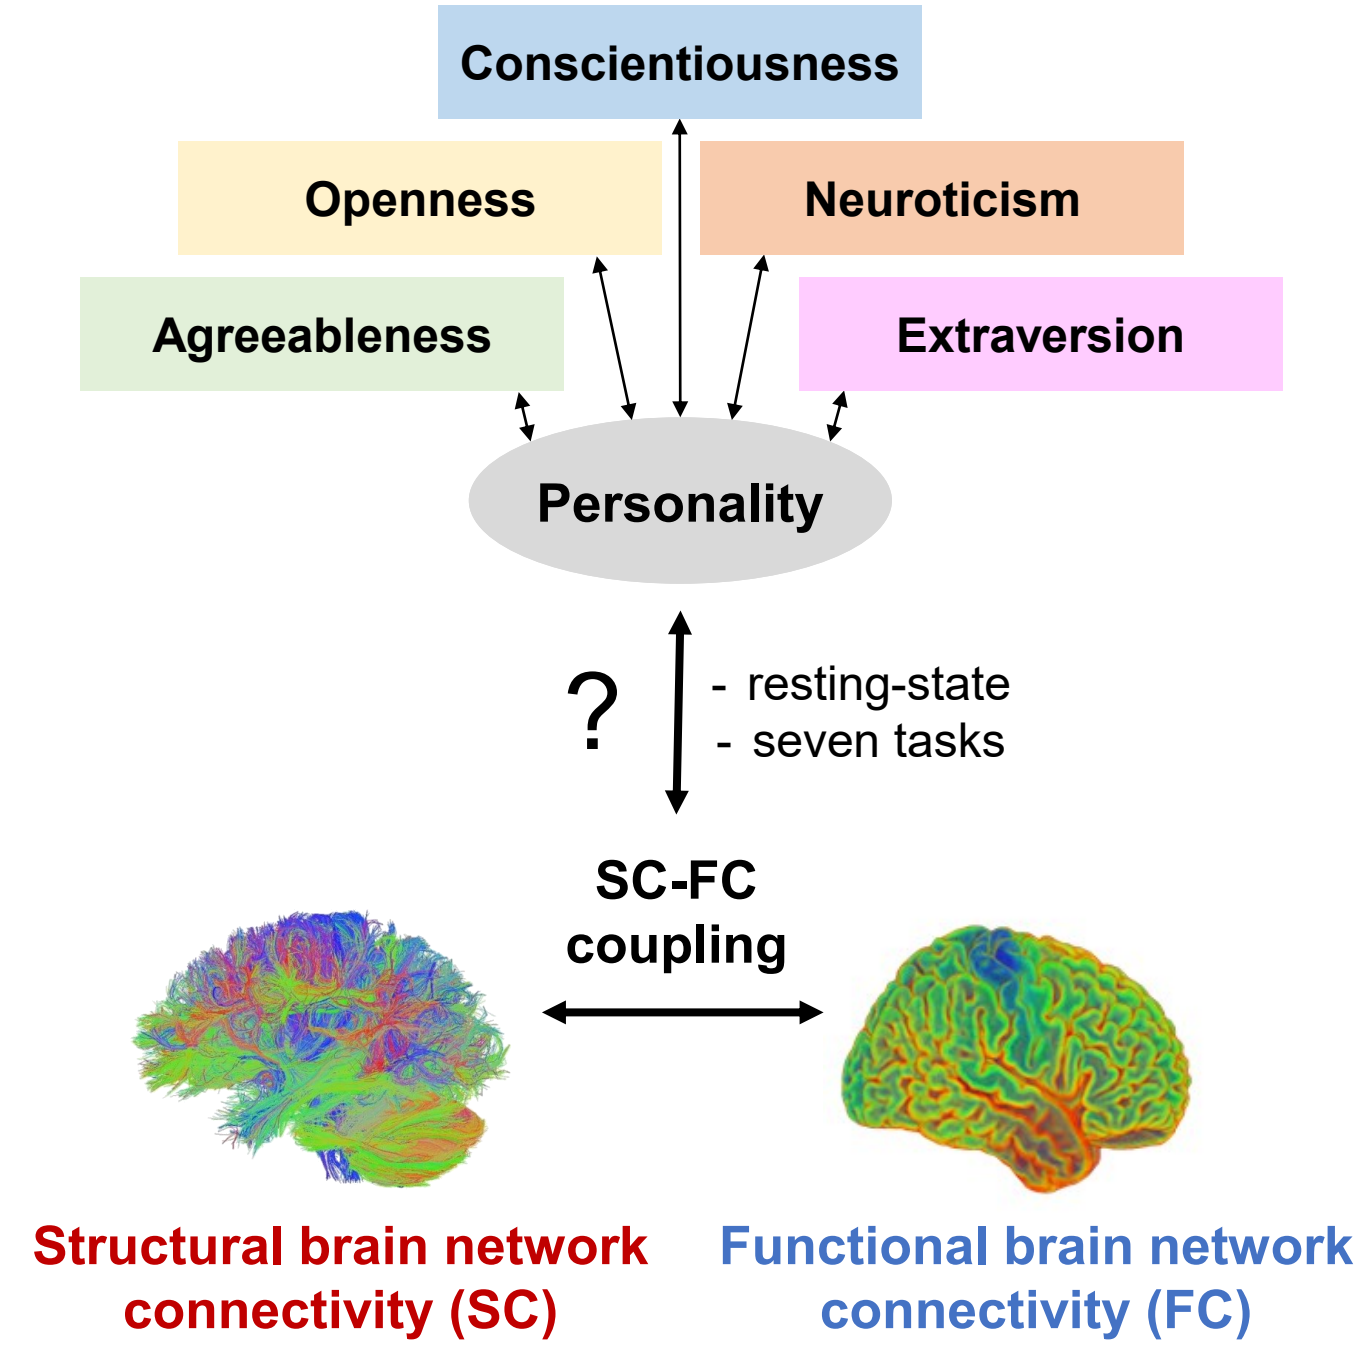 Conscientiousness
Openness
Neuroticism
Agreeableness
Extraversion
Personality
?
- resting-state
- seven tasks
SC-FC
coupling
Structural brain network
connectivity (SC)
Functional brain network
connectivity (FC)